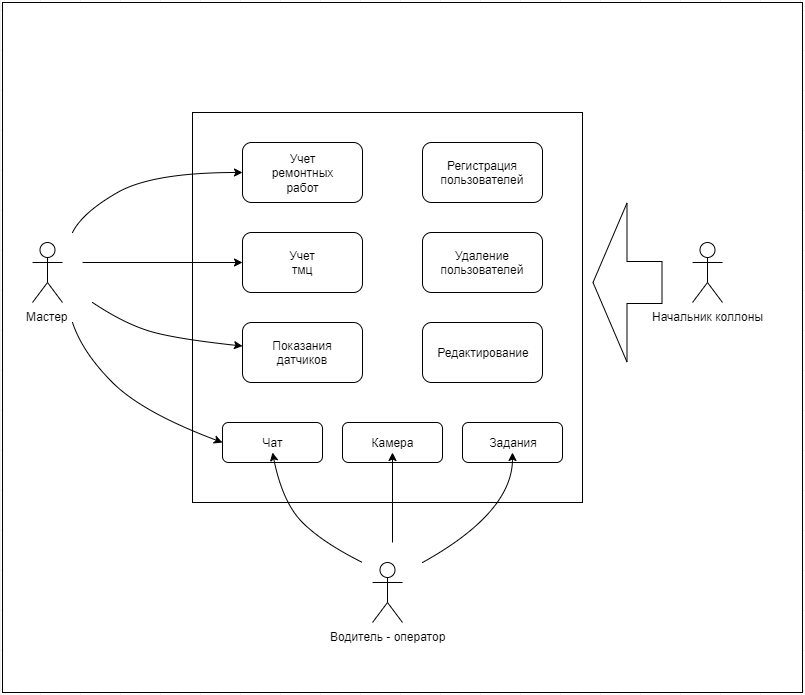 Учет
ремонтных
работ
Регистрация
пользователей
Учет
тмц
Удаление
пользователей
Мастер
Начальник коллоны
Показания
датчиков
Редактирование
Чат
Камера
Задания
Водитель - оператор